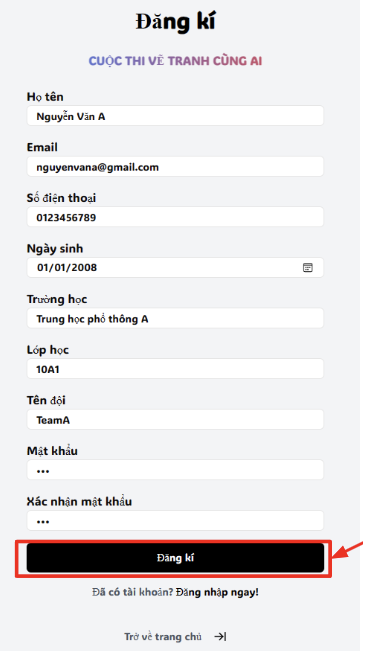 Đăng kí
CUỘC THI VẼ TRANH CÙNG AI
Họ tên
Nguyễn Văn A
Email
nguyenvana@gmail.com
Số điện thoại
0123456789
Ngày sinh
01/01/2008
Trường học
Trung học phổ thông A
Lớp học
10A1
Tên đội
TeamA
Mật khẩu
•••
Xác nhận mật khẩu
•••
Đăng kí
Đã có tài khoản? Đăng nhập ngay!
Trở về trang chủ